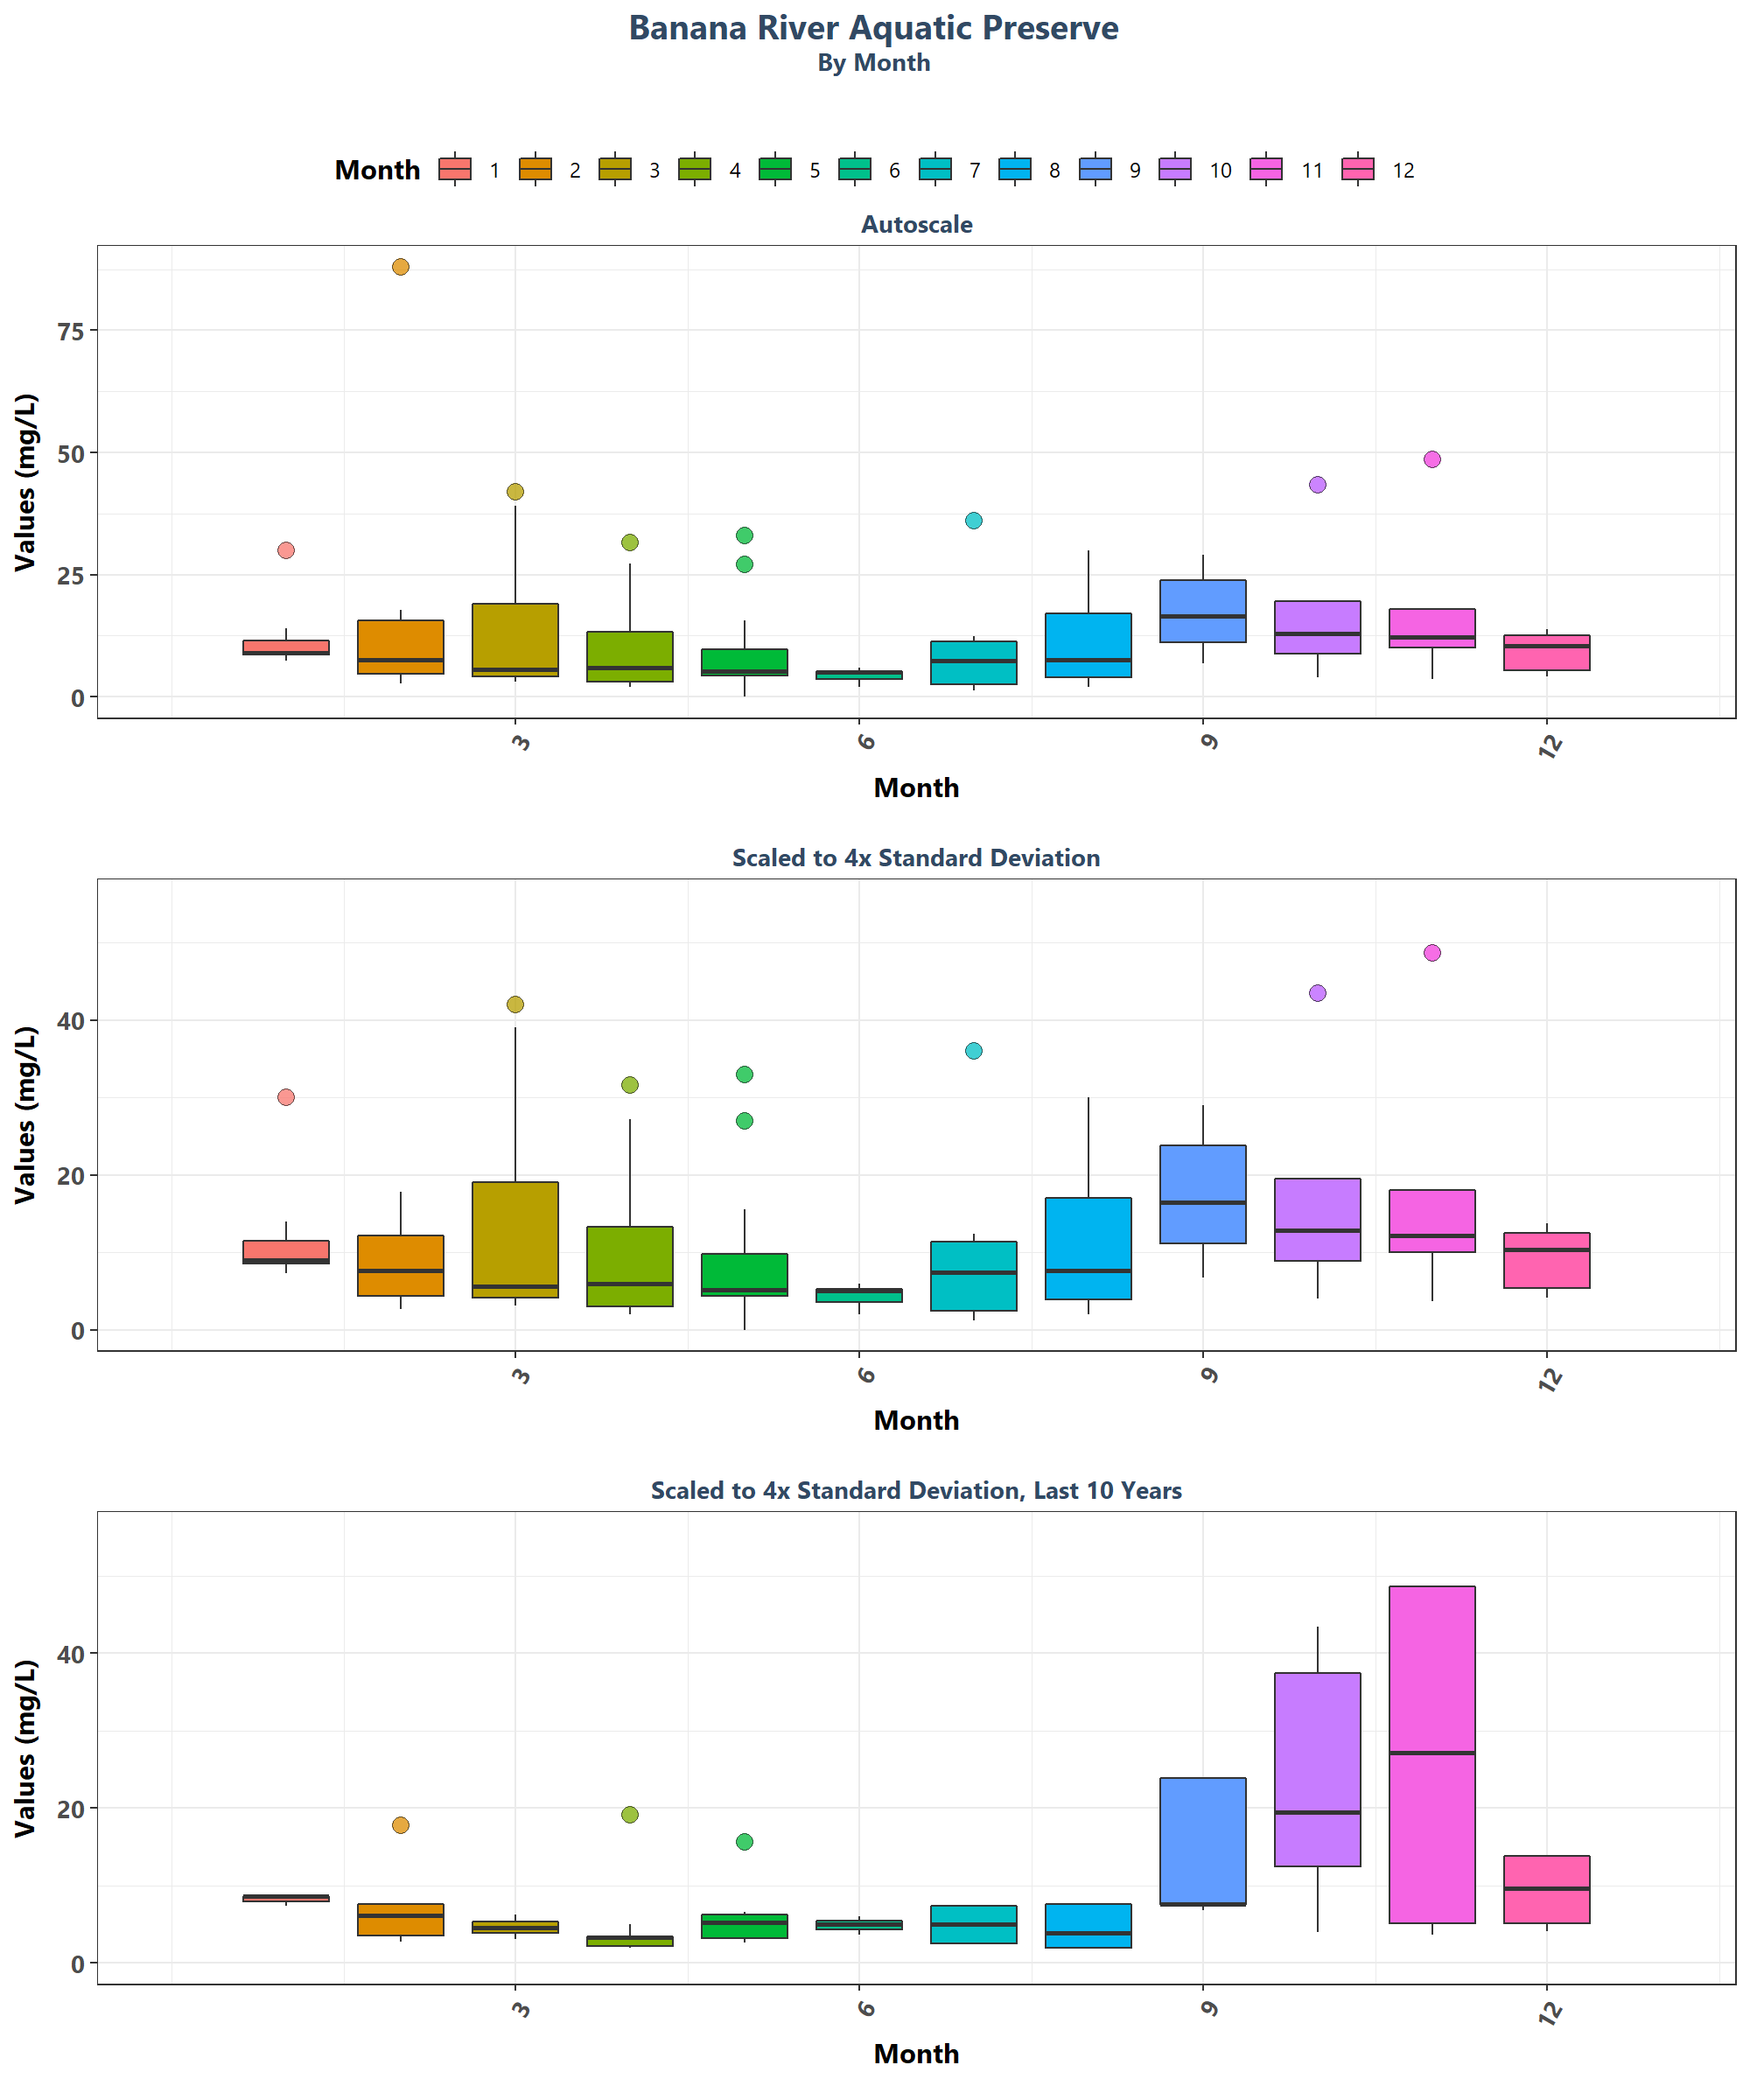 Banana River Aquatic Preserve
By Month
Month 1 2 3 4 5 6 7 8 9 10 11 12
Autoscale
Values (mg/L)
75
50
25
0
3 6 9 12
Month
Scaled to 4x Standard Deviation
Values (mg/L)
40
20
0
3 6 9 12
Month
Scaled to 4x Standard Deviation, Last 10 Years
Values (mg/L)
40
20
0
3 6 9 12
Month